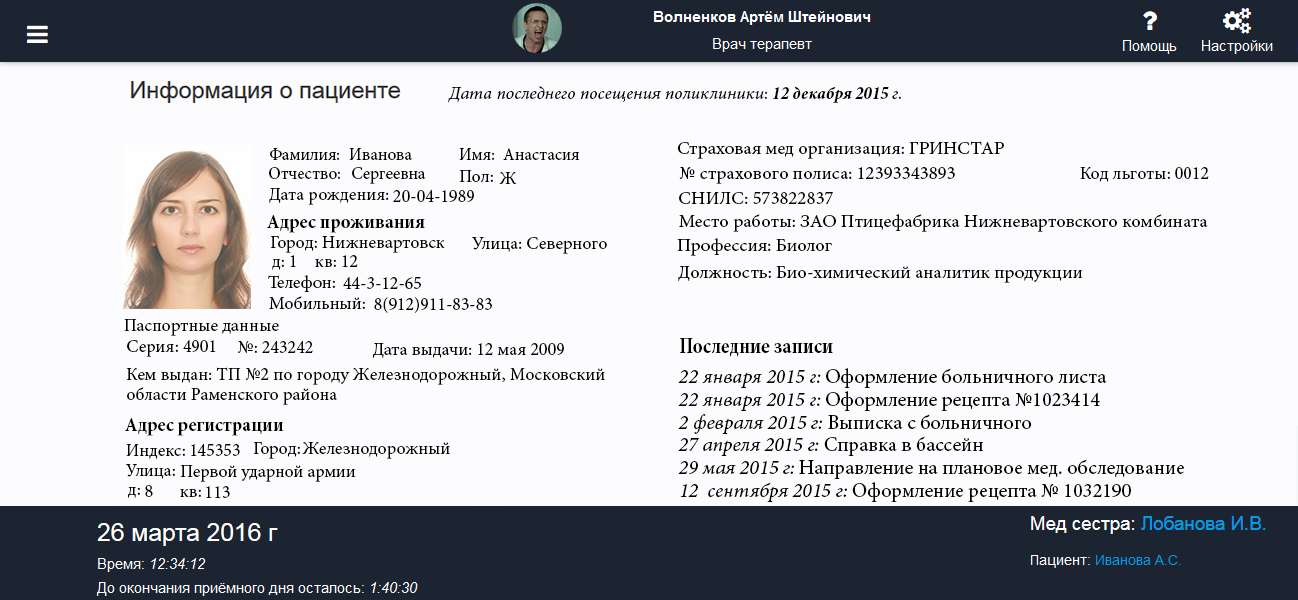 Волненков Артём Штейнович
Врач терапевт
Помощь
Настройки
Информация о пациенте
Дата последнего посещения поликлиники: 12 декабря 2015 г.
Фамилия: Иванова Имя: Анастасия
Отчество: Сергеевна Пол: Ж
Дата рождения: 20-04-1989
Адрес проживания
Город: Нижневартовск Улица: Северного
д: 1 кв: 12
Телефон: 44-3-12-65
Мобильный: 8(912)911-83-83
Паспортные данные
Серия: 4901 №: 243242 Дата выдачи: 12 мая 2009
Кем выдан: ТП №2 по городу Железнодорожный, Московский
области Раменского района
Адрес регистрации
Индекс: 145353 Город:Железнодорожный
Улица: Первой ударной армии
д: 8 кв: 113
Страховая мед организация: ГРИНСТАР
№ страхового полиса: 12393343893 Код льготы: 0012
СНИЛС: 573822837
Место работы: ЗАО Птицефабрика Нижневартовского комбината
Профессия: Биолог
Должность: Био-химический аналитик продукции
Последние записи
22 января 2015 г: Оформление больничного листа
22 января 2015 г: Оформление рецепта №1023414
2 февраля 2015 г: Выписка с больничного
27 апреля 2015 г: Справка в бассейн
29 мая 2015 г: Направление на плановое мед. обследование
12 сентября 2015 г: Оформление рецепта № 1032190
26 марта 2016 г
Время: 12:34:12
До окончания приёмного дня осталось: 1:40:30
Мед сестра: Лобанова И.В.
Пациент: Иванова А.С.